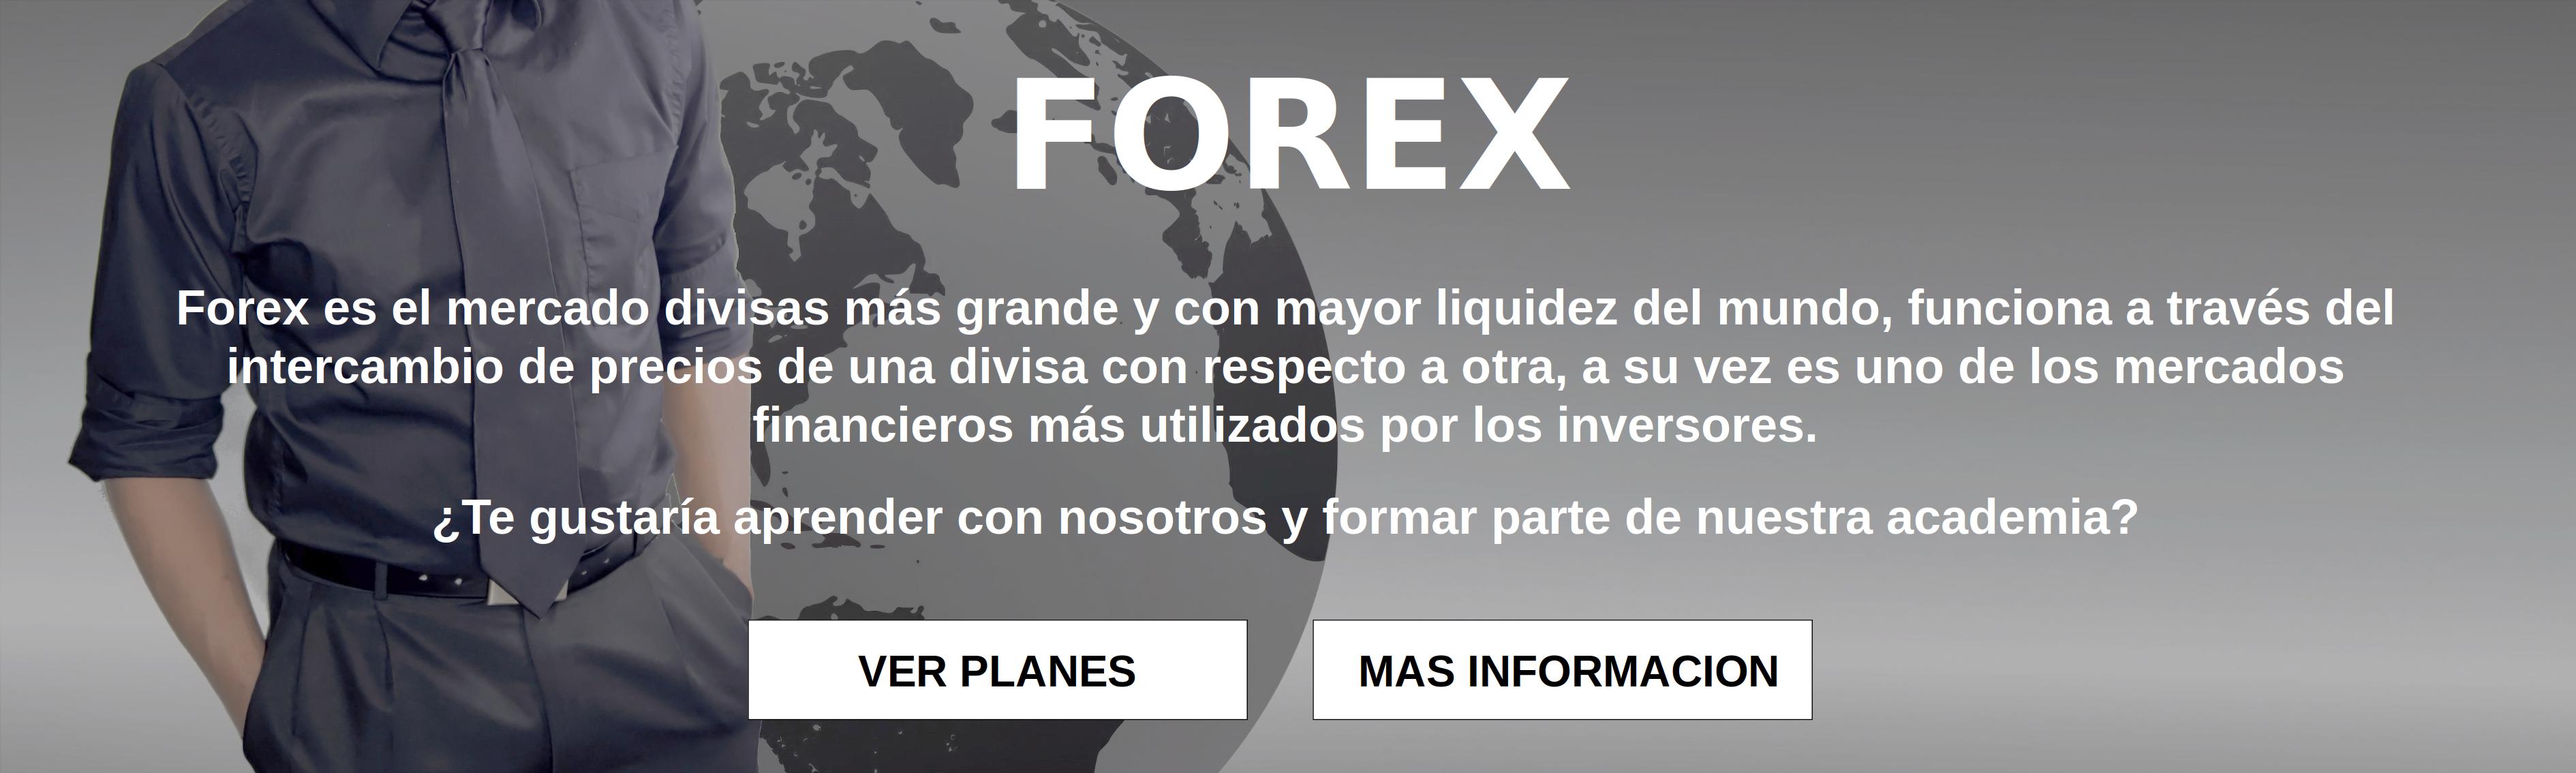 FOREX
Forex es el mercado divisas más grande y con mayor liquidez del mundo, funciona a través del
intercambio de precios de una divisa con respecto a otra, a su vez es uno de los mercados
financieros más utilizados por los inversores.
¿Te gustaría aprender con nosotros y formar parte de nuestra academia?
VER PLANES
MAS INFORMACION